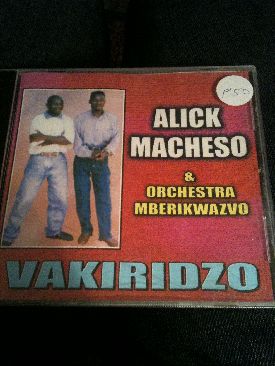 ALICK
MACHESO
&
ORCHESTRA
MBERIKWAZVO
VAKIRIDZO